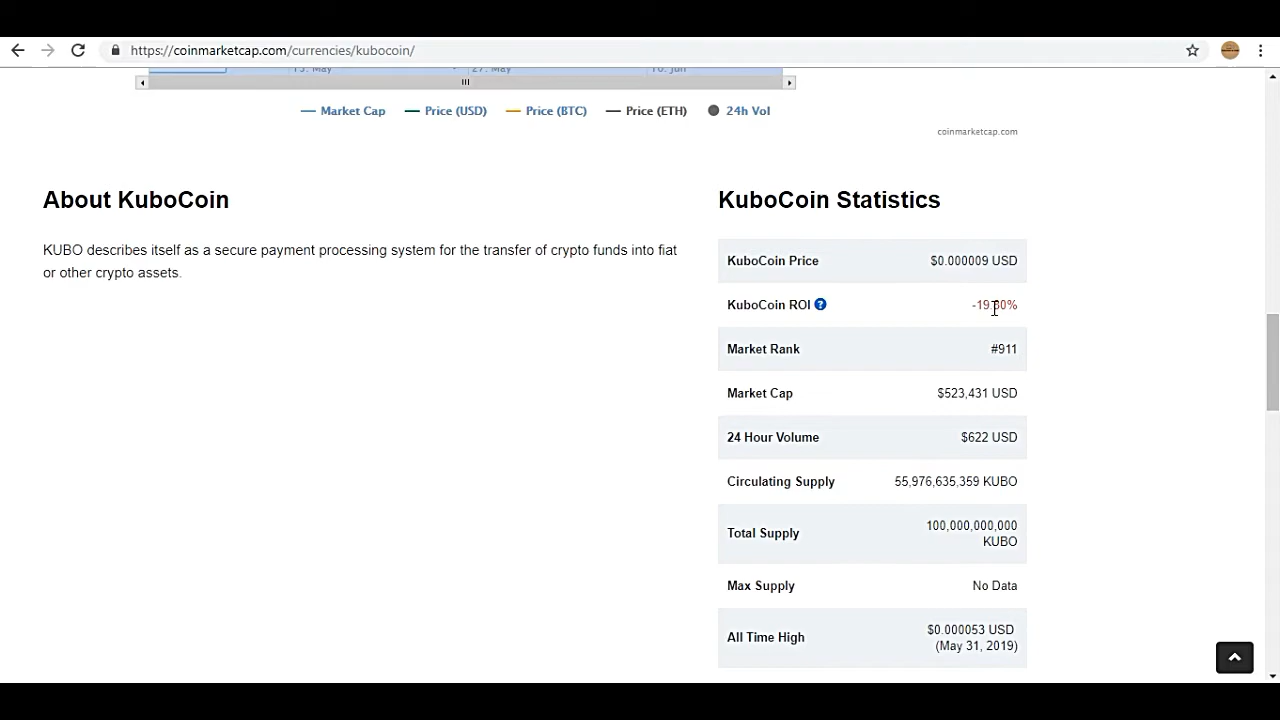 https://coinmarketcap.com/currencies/kubocoin/
Market Cap Price (USD) Price (BTC) Price (ETH) 24h Vol
coinmarketcap.com
About KuboCoin
KUBO describes itself as a secure payment processing system for the transfer of crypto funds into fiat
or other crypto assets.
KuboCoin Statistics
KuboCoin Price $0.000009 USD
KuboCoin ROI ?
Market Rank #911
Market Cap $523,431 USD
24 Hour Volume $622 USD
Circulating Supply 55,976,635,359 KUBO
Total Supply 100,000,000,000
KUBO
Max Supply No Data
All Time High $0.000053 USD
(May 31, 2019)